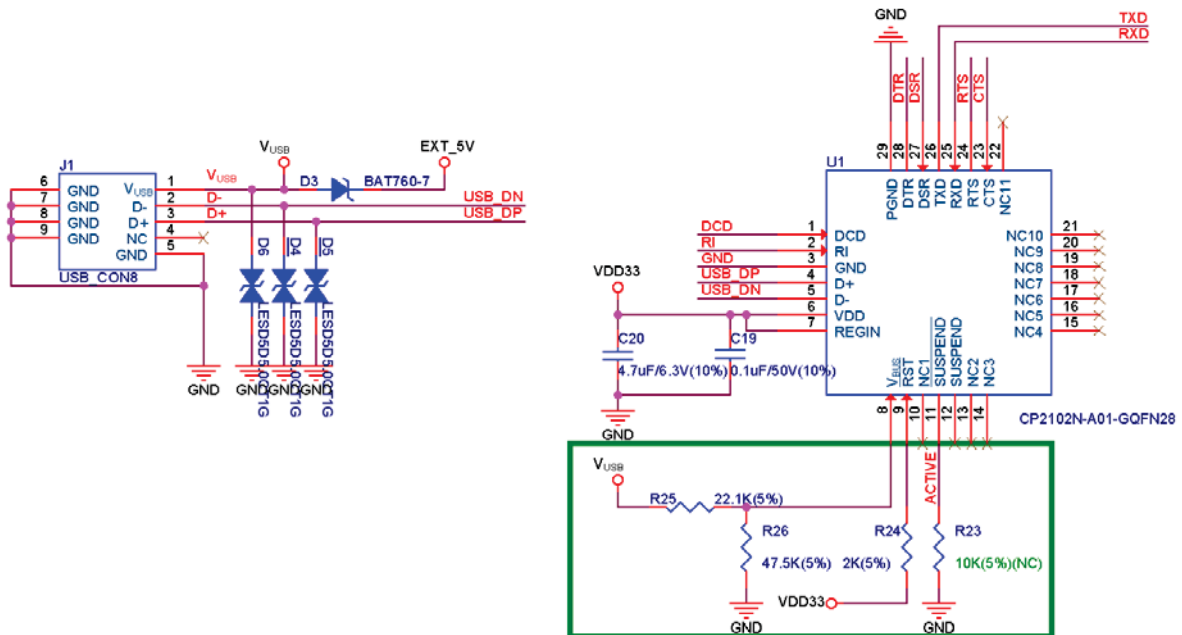 GND
TXD
RXD
DTR
DSR
RTS
CTS
29
28
27
26
25
24
23
22
U1
PGND
DTR
DSR
TXD
RXD
RTS
CTS
NC11
VUSB
EXT_5V
J1
D3
BAT760-7
6 GND
7 GND
8 GND
9 GND
VUSB 1 VUSB
D- 2 D- USB_DN
D+ 3 D+ USB_DP
NC 4
GND 5
USB_CON8
D6
D4
D5
LESD5D5.0CT1G
LESD5D5.0CT1G
LESD5D5.0CT1G
GND
GND
GND
GND
DCD 1 DCD
RI 2 RI
GND 3 GND
USB_DP 4 D+
USB_DN 5 D-
6 VDD
7 REGIN
NC10 21
NC9 20
NC8 19
NC7 18
NC6 17
NC5 16
NC4 15
VDD33
C20
4.7uF/6.3V(10%)
C19
0.1uF/50V(10%)
GND
VBUS
RST
NC1
SUSPEND
SUSPEND
NC2
NC3
8
9
10
11
12
13
14
CP2102N-A01-GQFN28
ACTIVE
VUSB
R25 22.1K(5%)
R26
47.5K(5%)
R24
2K(5%)
R23
10K(5%)(NC)
VDD33
GND
GND